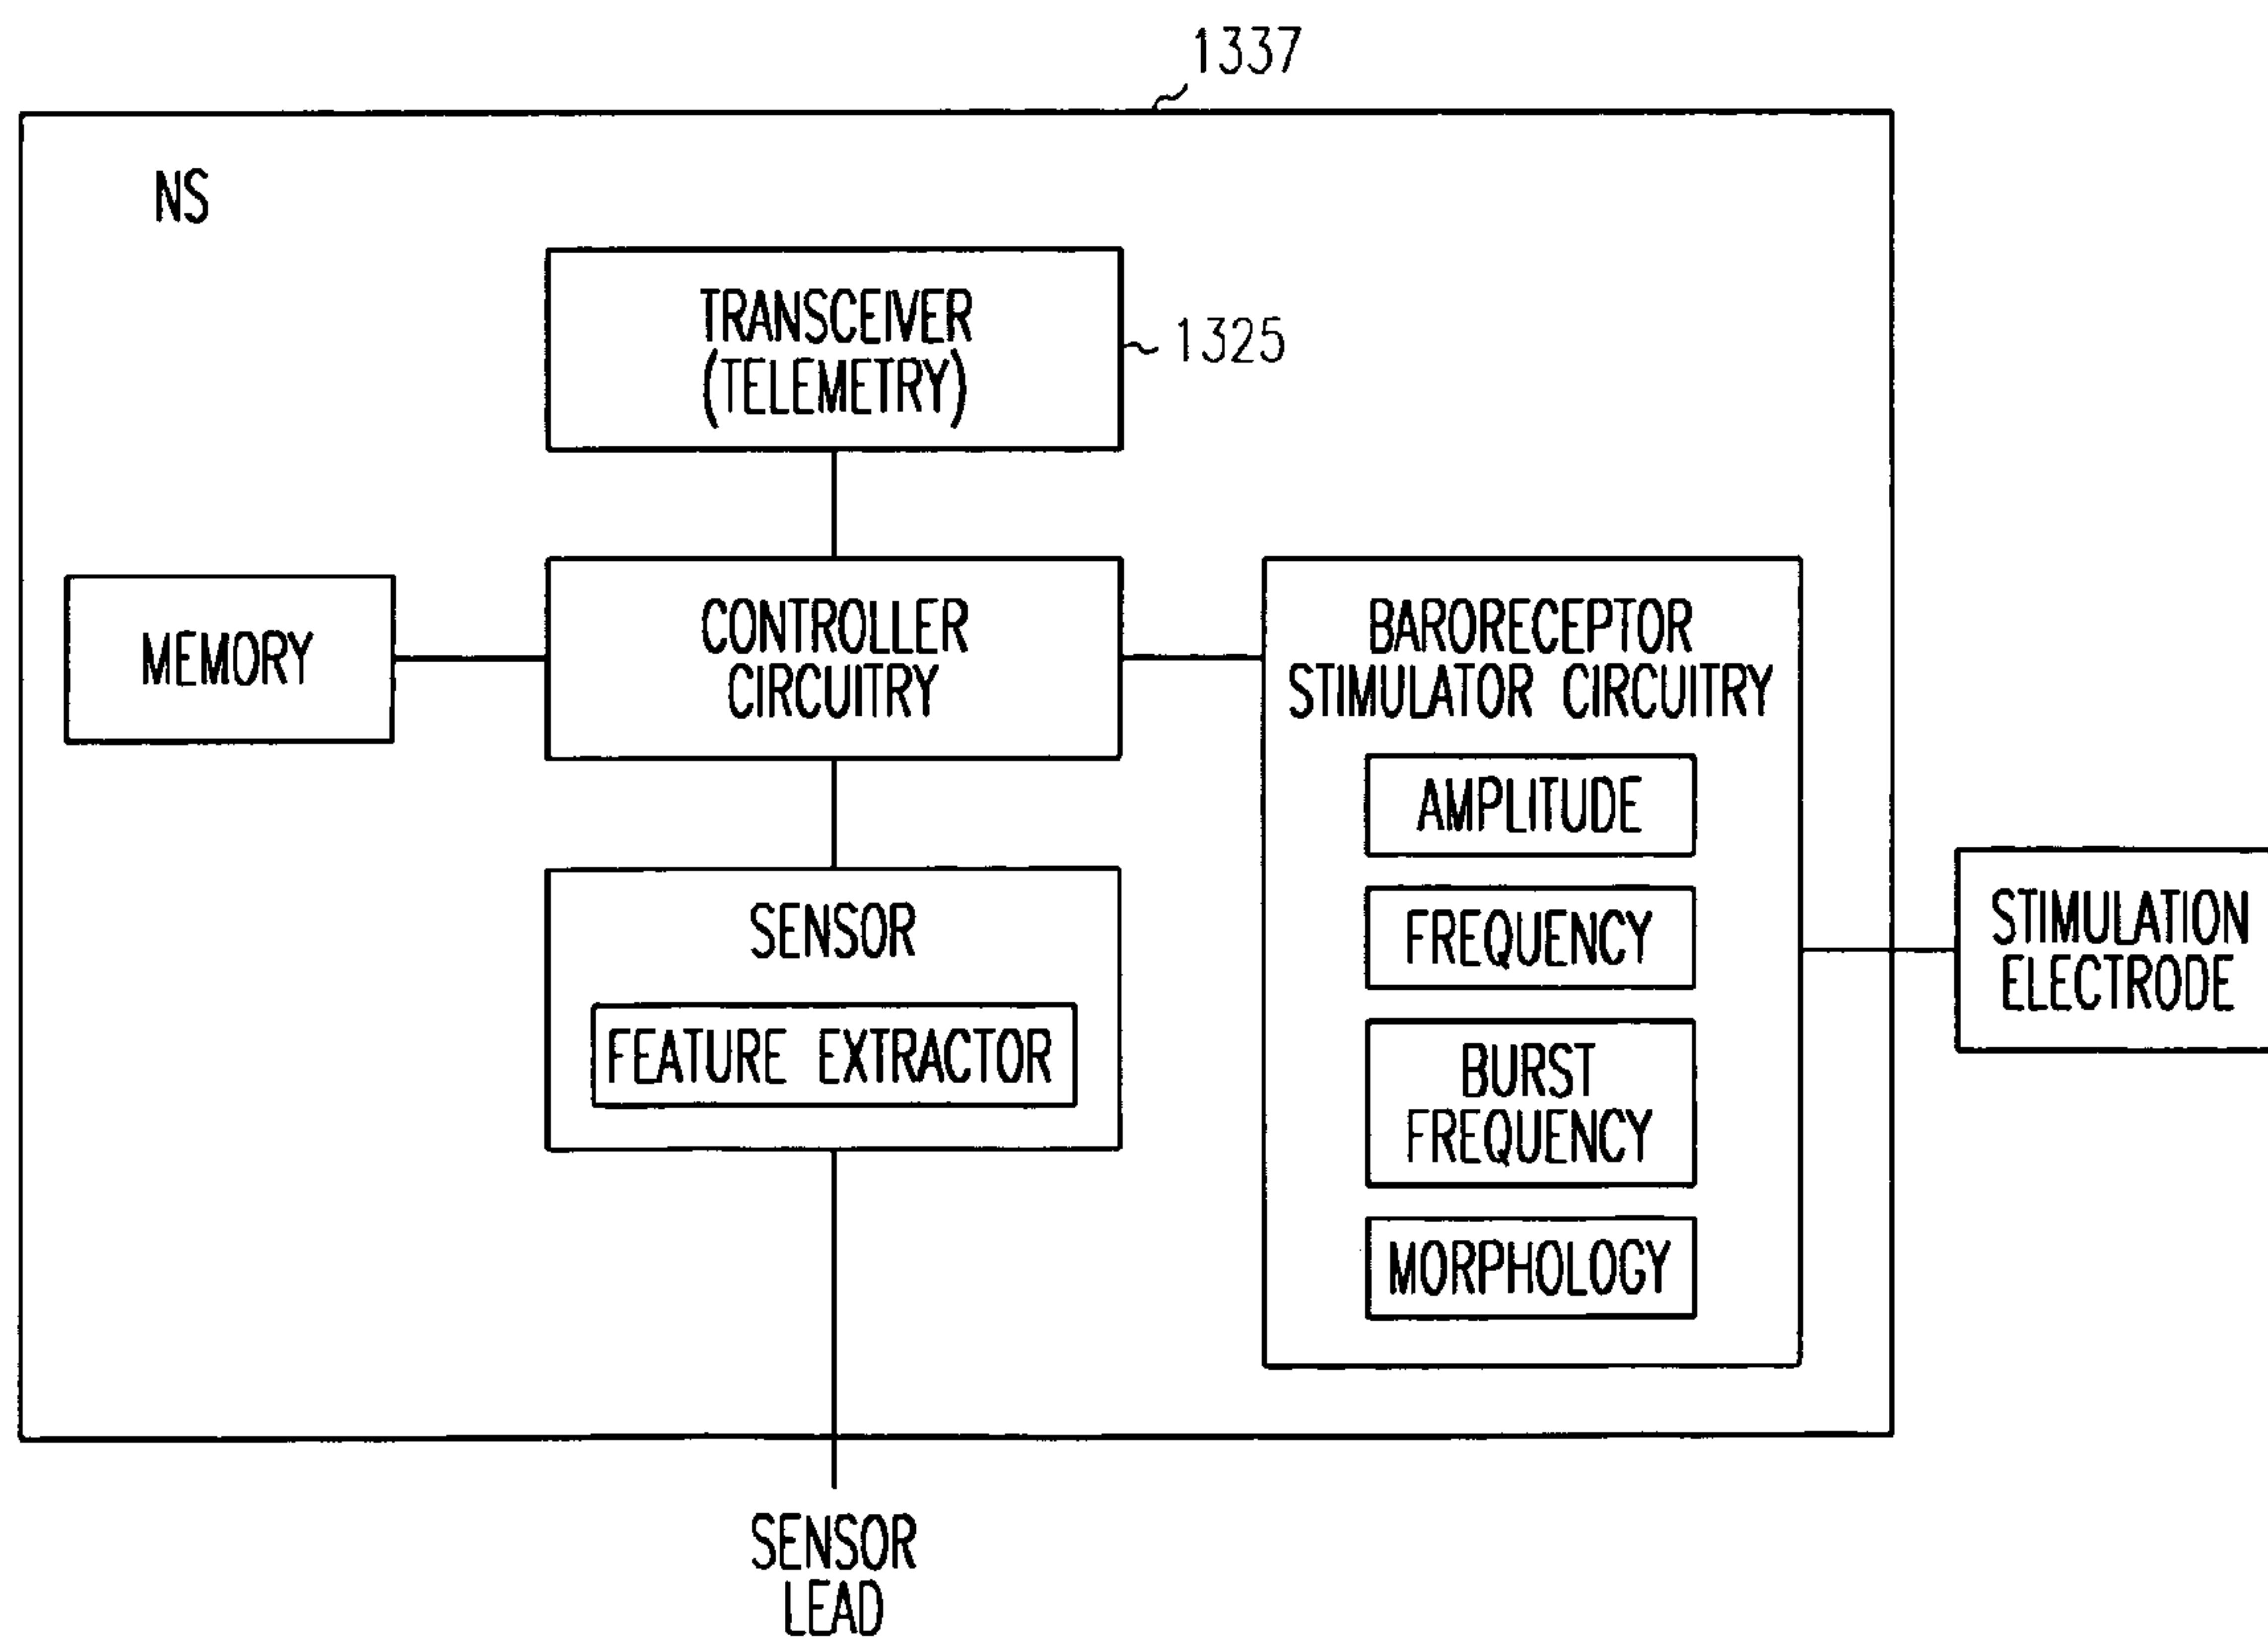 1337
NS
TRANSCEIVER
(TELEMETRY)
1325
MEMORY
CONTROLLER
CIRCUITRY
BARORECEPTOR
STIMULATOR CIRCUITRY
AMPLITUDE
FREQUENCY
BURST
FREQUENCY
MORPHOLOGY
SENSOR
FEATURE EXTRACTOR
STIMULATION
ELECTRODE
SENSOR
LEAD